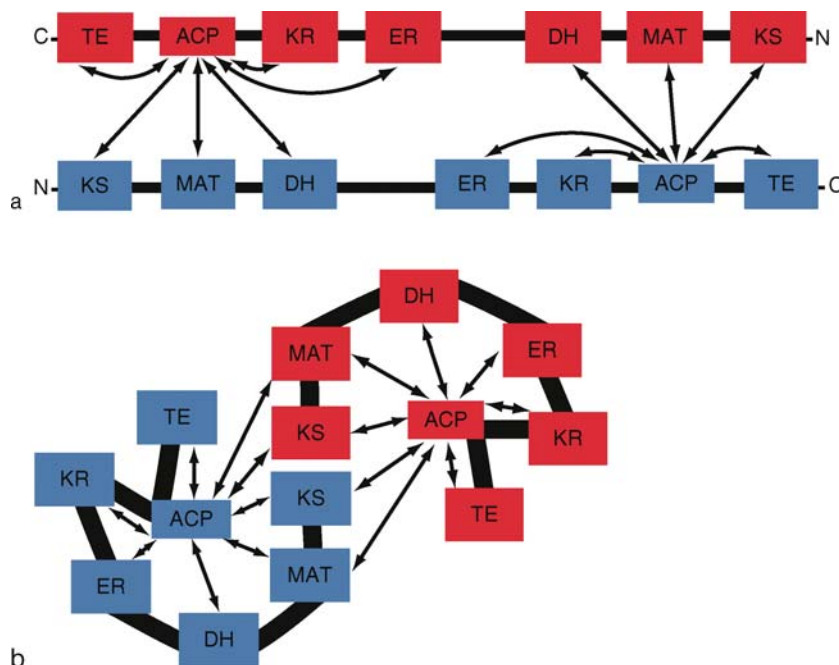 C TE ACP KR ER DH MAT KS N
N KS MAT DH ER KR ACP TE C
a
DH
MAT ER
TE KS ACP KR
KR KS
ACP TE
ER MAT
DH
b